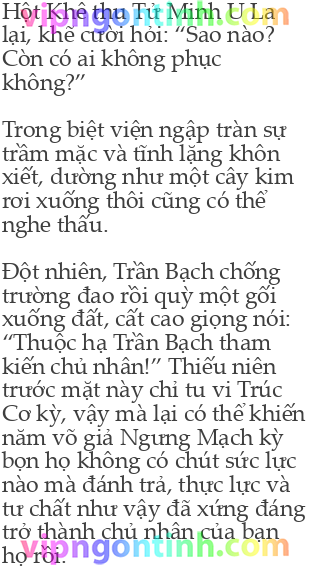 Hột Khê thu Tử Minh U La
lại, khẽ cười hỏi: “Sao nào?
Còn có ai không phục
không?”
Trong biệt viện ngập tràn sự
trầm mặc và tĩnh lặng khôn
xiết, dường như một cây kim
rơi xuống thôi cũng có thể
nghe thấu.
Đột nhiên, Trần Bạch chống
trường đao rồi quỳ một gối
xuống đất, cất cao giọng nói:
“Thuộc hạ Trần Bạch tham
kiến chủ nhân!” Thiếu niên
trước mặt này chỉ tu vi Trúc
Cơ kỳ, vậy mà lại có thể khiến
năm võ giả Ngưng Mạch kỳ
bọn họ không có chút sức lực
nào mà đánh trả, thực lực và
tư chất như vậy đã xứng đáng
trở thành chủ nhân của bạn
họ rồi.
vipngontinh.com
vipngontinh.com